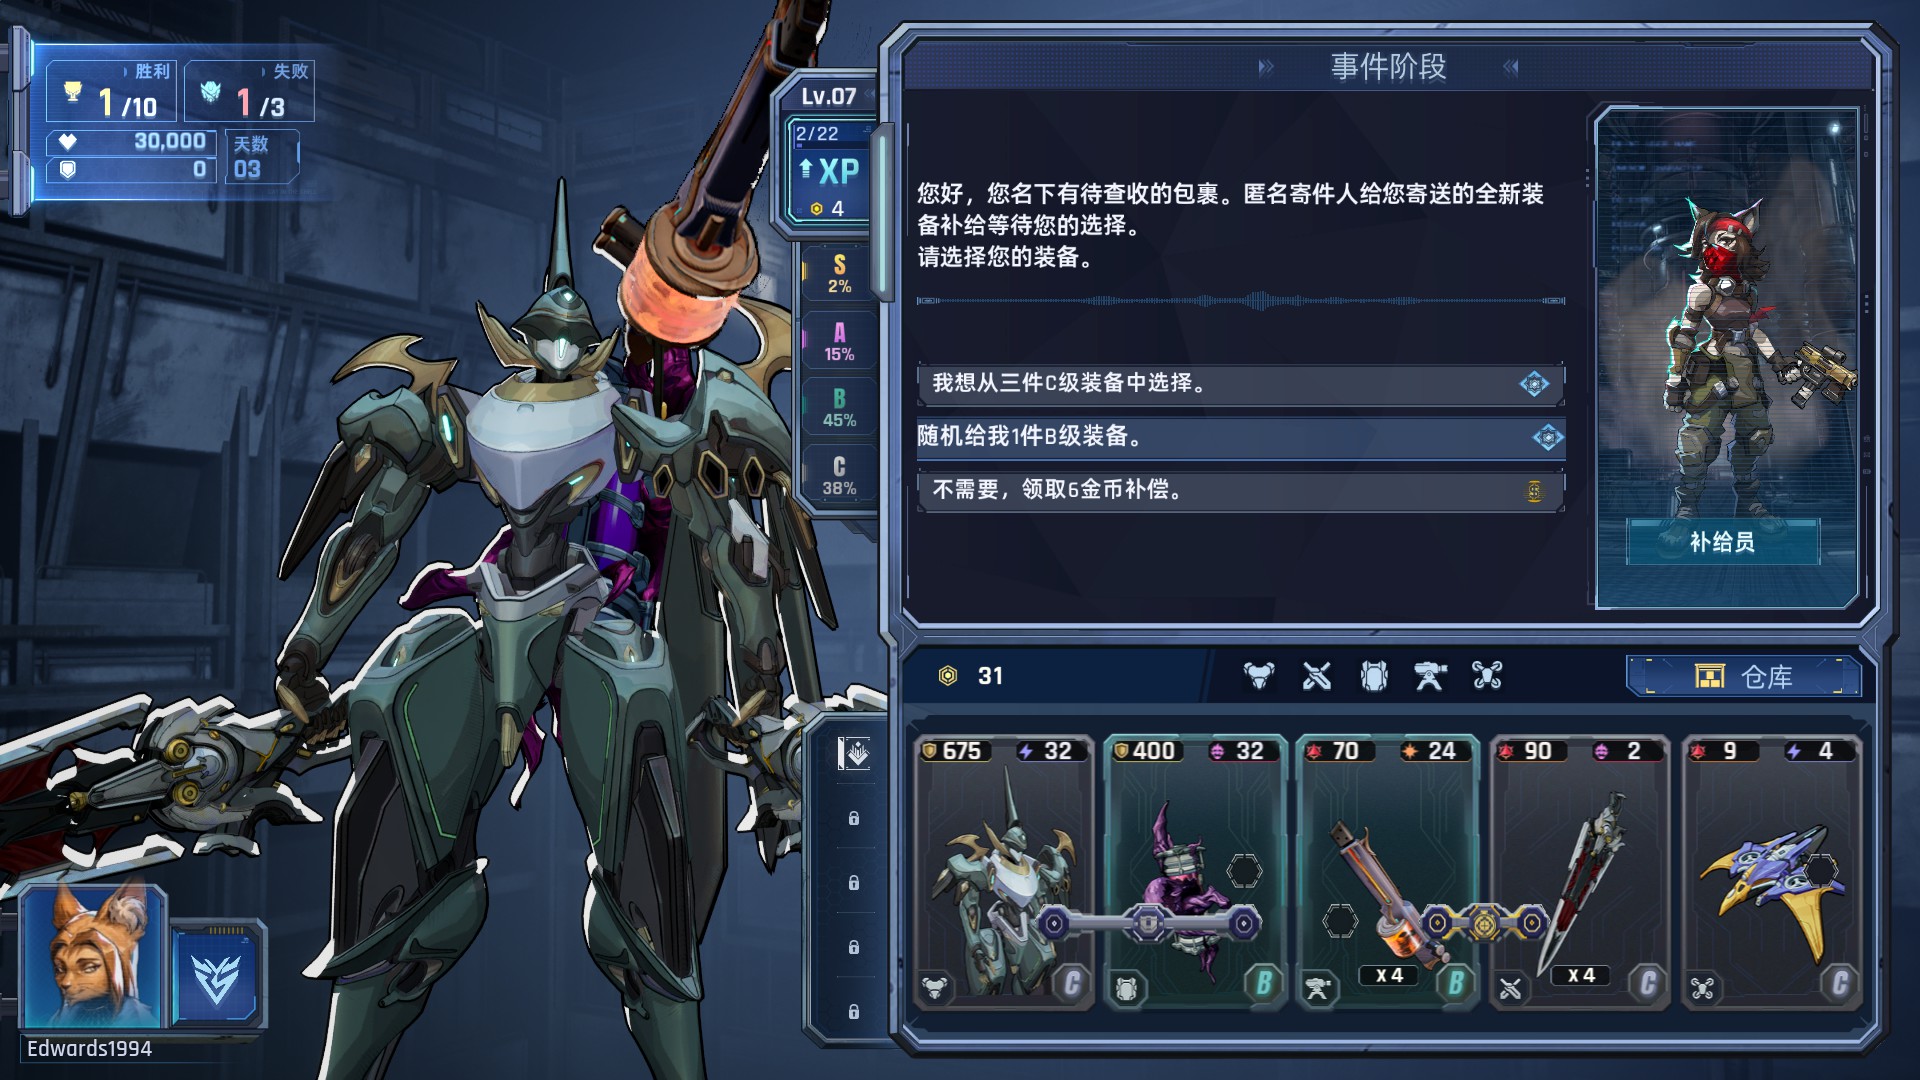 胜利
1/10
失败
1/3
30,000
0
天数
03
Lv.07
2/22
XP
4
S
2%
A
15%
B
45%
C
38%
事件阶段
您好，您名下有待查收的包裹。匿名寄件人给您寄送的全新装
备补给等待您的选择。
请选择您的装备。
我想从三件C级装备中选择。
随机给我1件B级装备。
不需要，领取6金币补偿。
补给员
31
仓库
675 32
C
400 32
B
70 24
x4
B
90 2
x4
C
9 4
C
Edwards1994